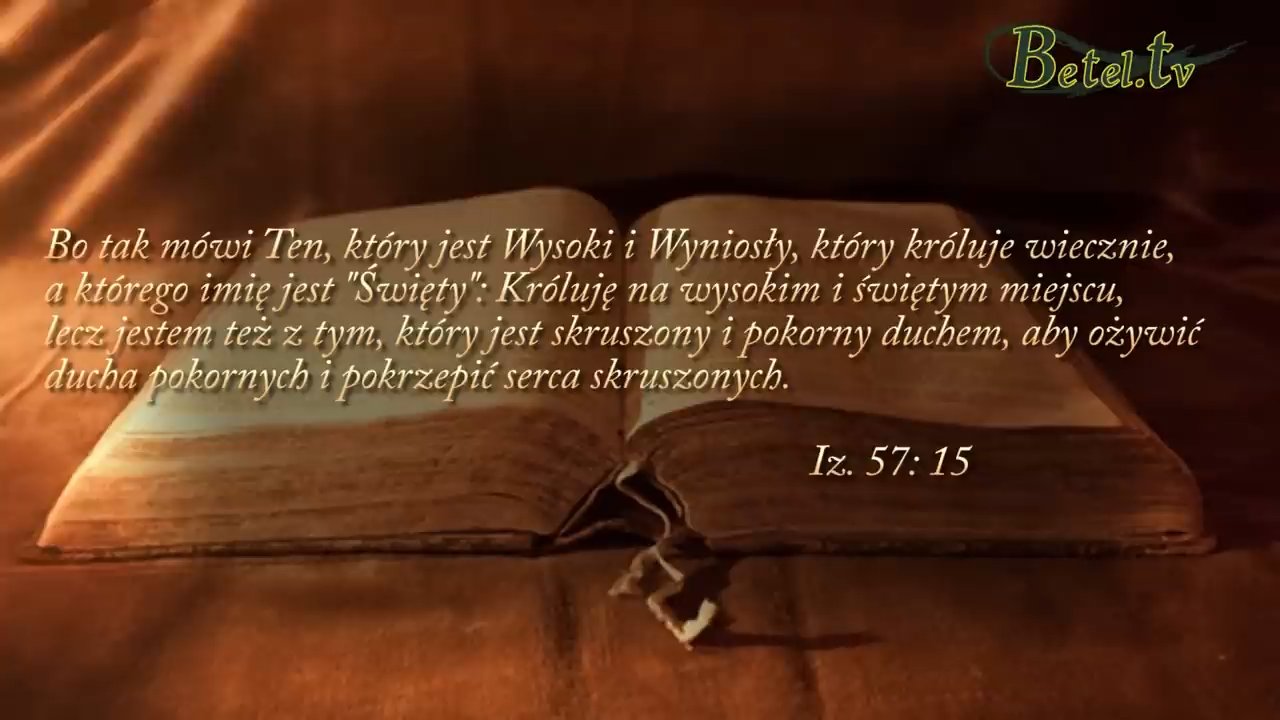 Betel.tv
Bo tak mówi Ten, który jest Wysoki i Wyniosły, który króluje wiecznie,
a którego imię jest "Święty": Króluję na wysokim i świętym miejscu,
lecz jestem też z tym, który jest skruszony i pokorny duchem, aby ożywić
ducha pokornych i pokrzepić serca skruszonych.
Iz. 57: 15